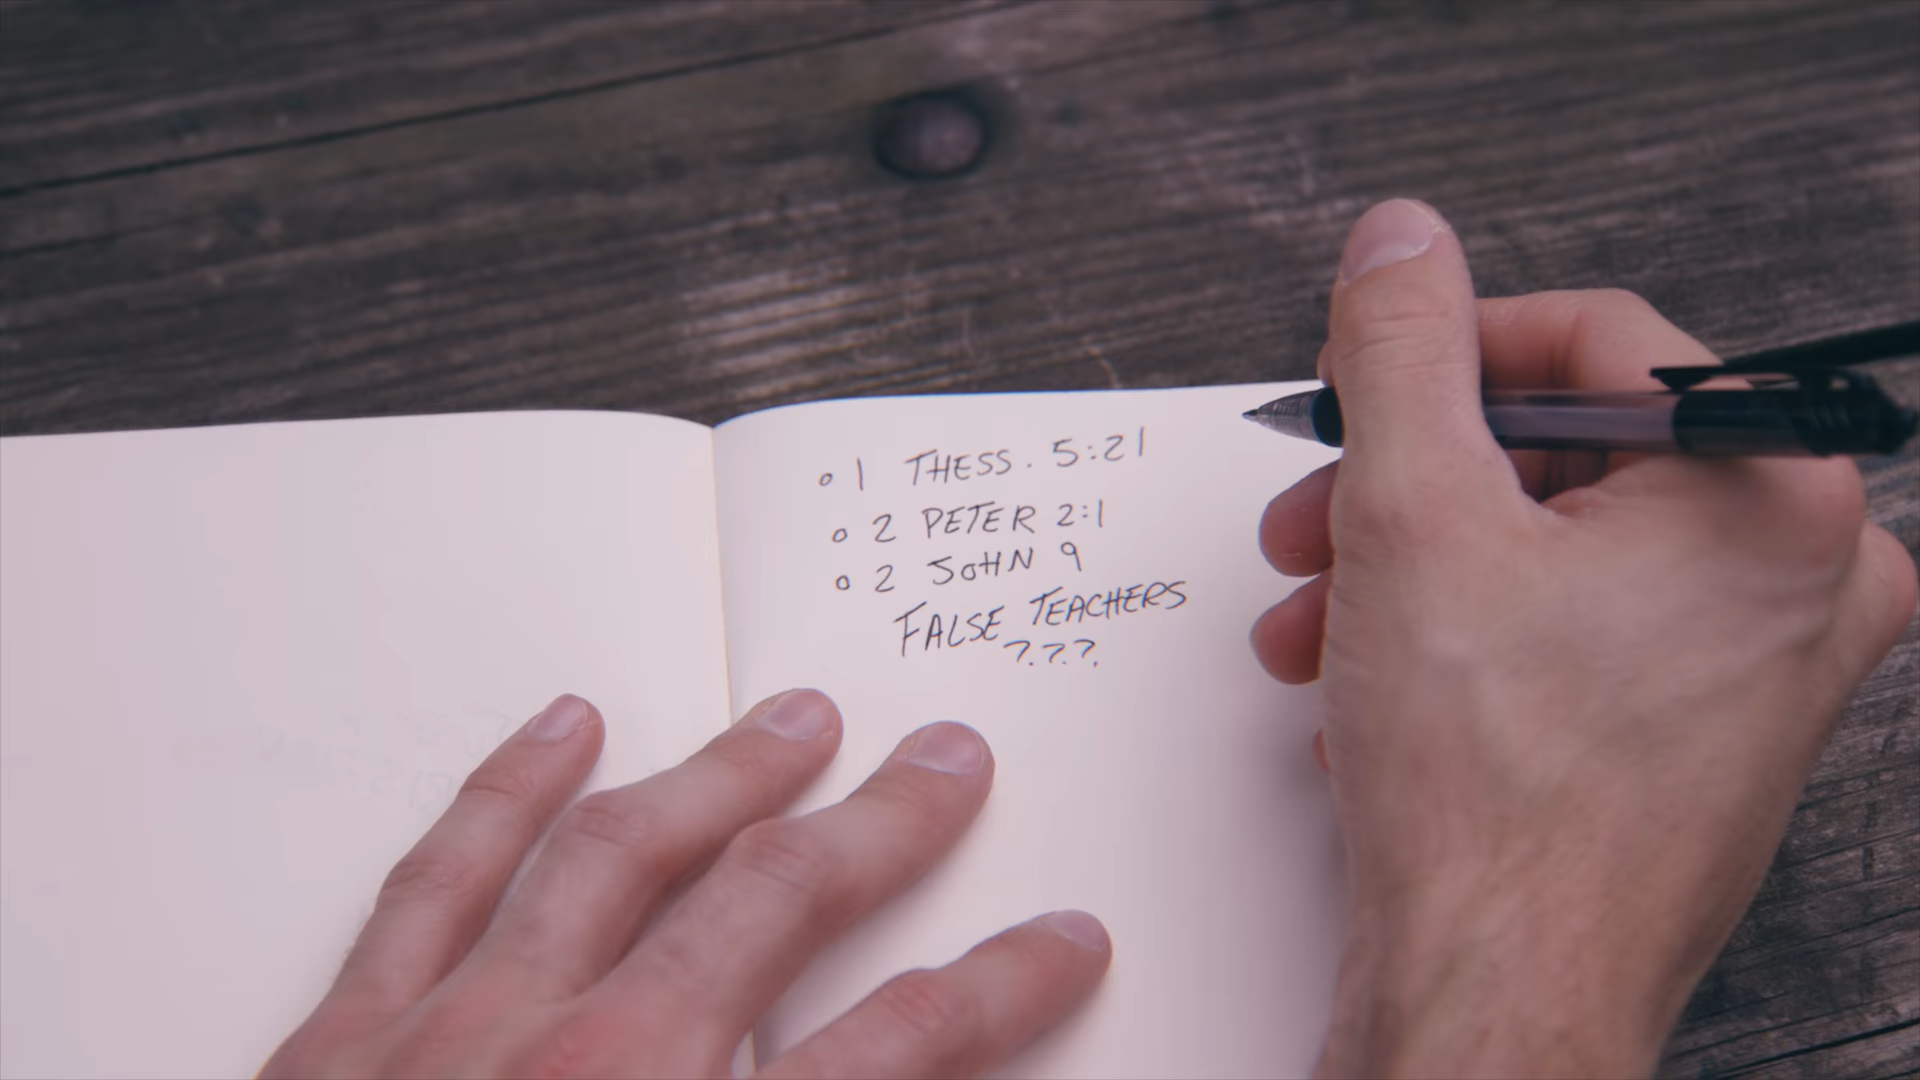 ∘ 1 THESS. 5:21
∘ 2 PETER 2:1
∘ 2 JOHN 9
FALSE TEACHERS
???